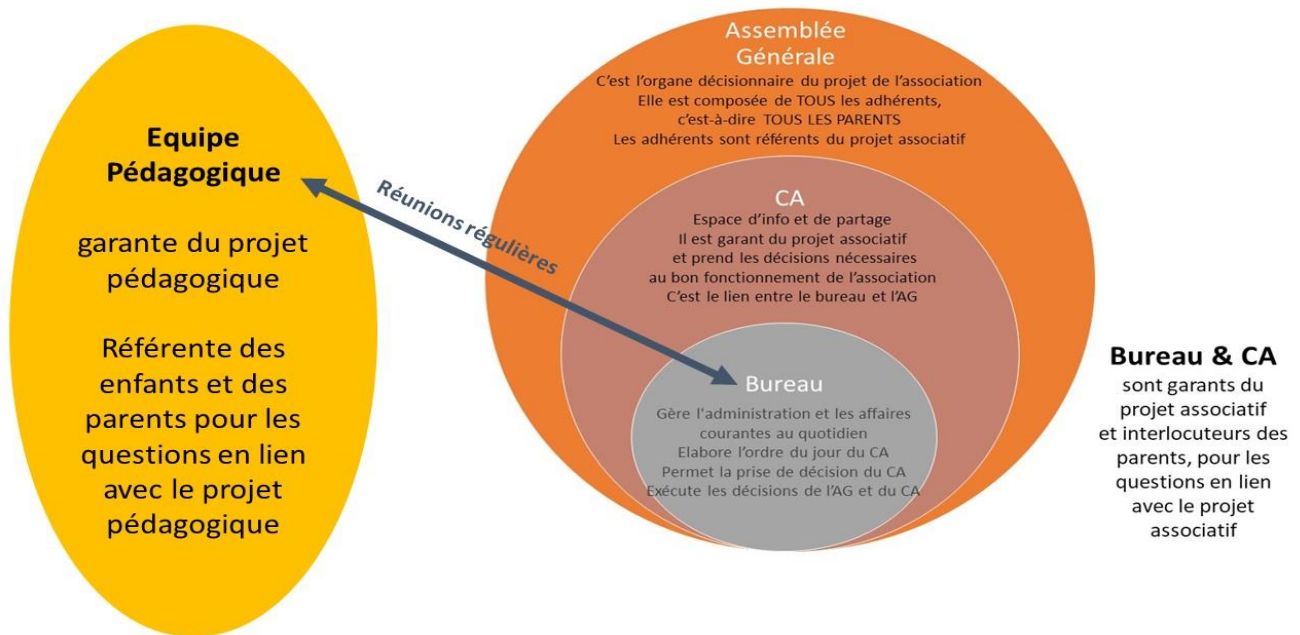 Equipe
Pédagogique
garante du projet
pédagogique
Référente des
enfants et des
parents pour les
questions en lien
avec le projet
pédagogique
Réunions régulières
Assemblée
Générale
C'est l'organe décisionnaire du projet de l'association
Elle est composée de TOUS les adhérents,
c'est-à-dire TOUS LES PARENTS
Les adhérents sont référents du projet associatif
CA
Espace d'info et de partage
Il est garant du projet associatif
et prend les décisions nécessaires
au bon fonctionnement de l'association
C'est le lien entre le bureau et l'AG
Bureau
Gère l'administration et les affaires
courantes au quotidien
Elabore l'ordre du jour du CA
Permet la prise de décision du CA
Exécute les décisions de l'AG et du CA
Bureau & CA
sont garants du
projet associatif
et interlocuteurs des
parents, pour les
questions en lien
avec le projet
associatif